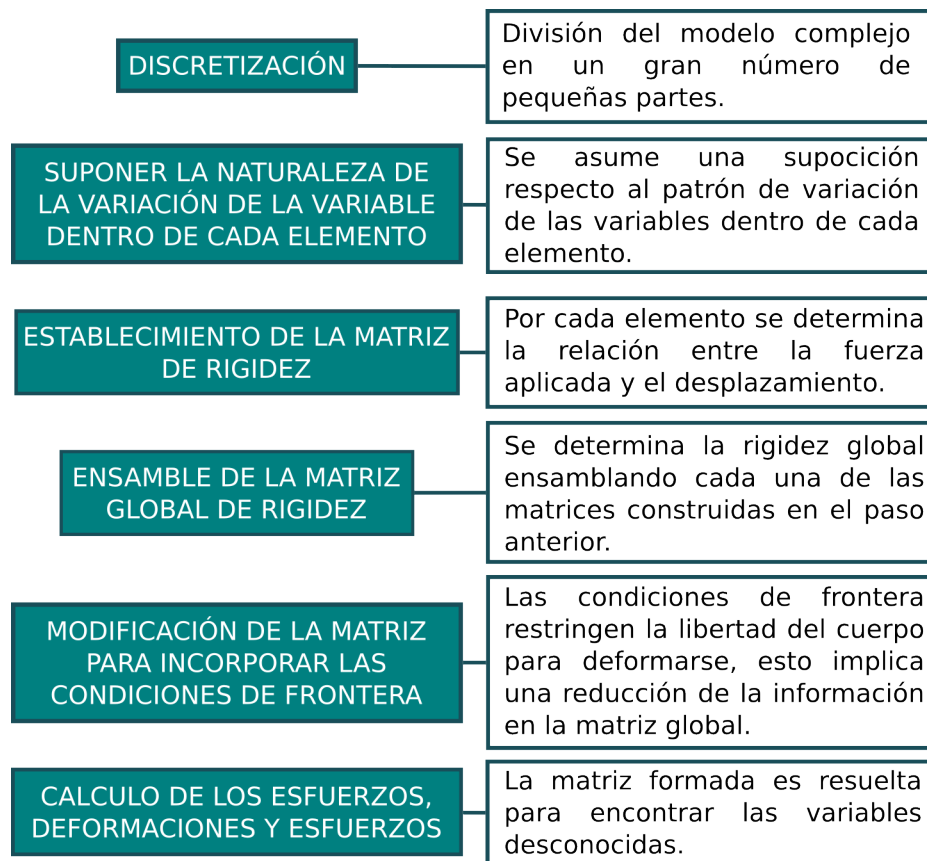 DISCRETIZACIÓN
División del modelo complejo
en un gran número de
pequeñas partes.
SUPONER LA NATURALEZA DE
LA VARIACIÓN DE LA VARIABLE
DENTRO DE CADA ELEMENTO
Se asume una supocición
respecto al patrón de variación
de las variables dentro de cada
elemento.
ESTABLECIMIENTO DE LA MATRIZ
DE RIGIDEZ
Por cada elemento se determina
la relación entre la fuerza
aplicada y el desplazamiento.
ENSAMBLE DE LA MATRIZ
GLOBAL DE RIGIDEZ
Se determina la rigidez global
ensamblando cada una de las
matrices construidas en el paso
anterior.
MODIFICACIÓN DE LA MATRIZ
PARA INCORPORAR LAS
CONDICIONES DE FRONTERA
Las condiciones de frontera
restringen la libertad del cuerpo
para deformarse, esto implica
una reducción de la información
en la matriz global.
CALCULO DE LOS ESFUERZOS,
DEFORMACIONES Y ESFUERZOS
La matriz formada es resuelta
para encontrar las variables
desconocidas.